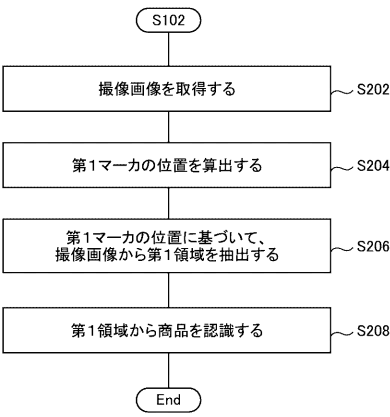 S102
撮像画像を取得する
S202
第1マーカの位置を算出する
S204
第1マーカの位置に基づいて、
撮像画像から第1領域を抽出する
S206
第1領域から商品を認識する
S208
End